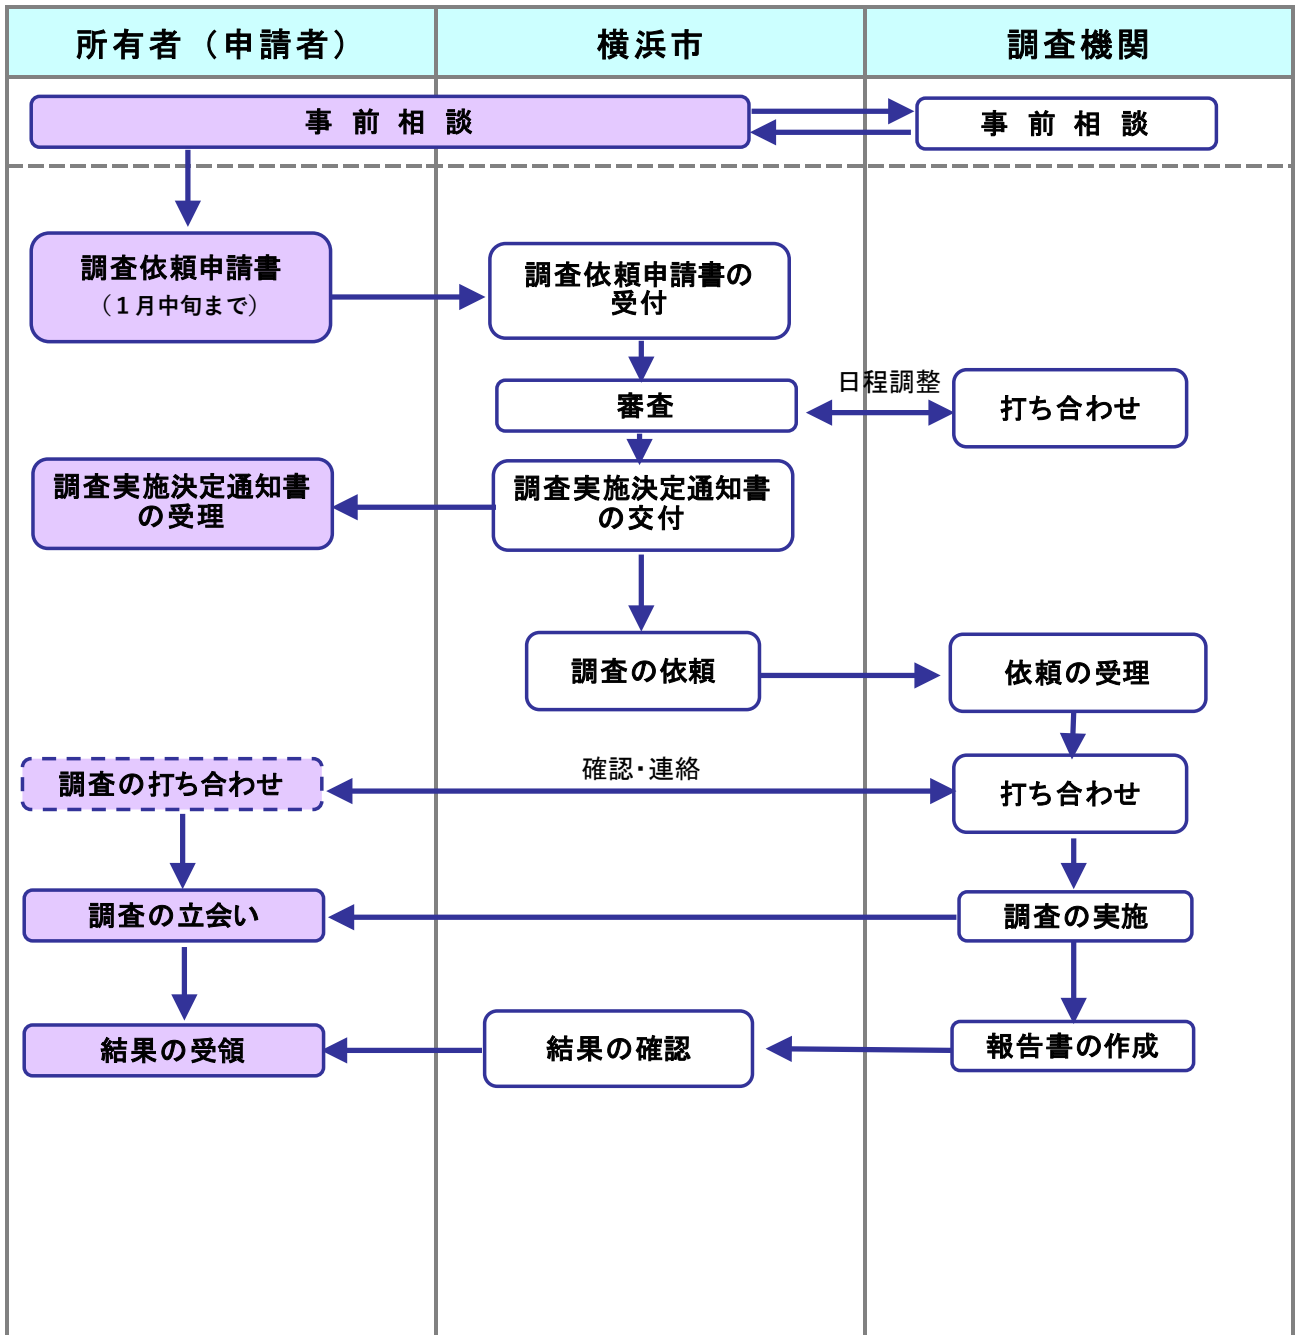 所有者（申請者）
横浜市
調査機関
事 前 相 談
事 前 相 談
調査依頼申請書
（１月中旬まで）
調査依頼申請書の
受付
日程調整
審査
打ち合わせ
調査実施決定通知書
の受理
調査実施決定通知書
の交付
調査の依頼
依頼の受理
確認・連絡
調査の打ち合わせ
打ち合わせ
調査の立会い
調査の実施
結果の受領
結果の確認
報告書の作成